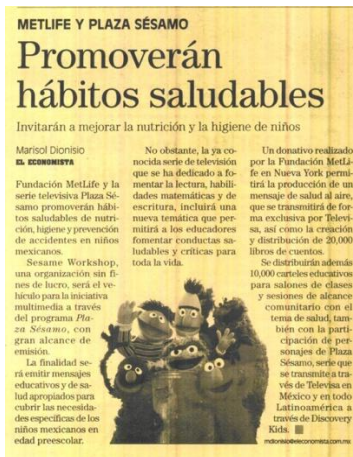 METLIFE Y PLAZA SÉSAMO
Promoverán
hábitos saludables
Invitarán a mejorar la nutrición y la higiene de niños
Marisol Dionisio
EL ECONOMISTA
Fundación MetLife y la
serie televisiva Plaza Sé-
samo promoverán hábi-
tos saludables de nutri-
ción, higiene y prevención
de accidentes en niños
mexicanos.
Sesame Workshop,
una organización sin fi-
nes de lucro, será el ve-
hículo para la iniciativa
multimedia a través
del programa Pla-
za Sésamo, con
gran alcance de
emisión.
La finalidad se-
rá emitir mensajes
educativos y de sa-
lud apropiados para
cubrir las necesida-
des específicas de los
niños mexicanos en
edad preescolar.
No obstante, la ya co-
nocida serie de televisión
que se ha dedicado a fo-
mentar la lectura, habili-
dades matemáticas y de
escritura, incluirá una
nueva temática que per-
mitirá a los educadores
fomentar conductas sa-
ludables y críticas para
toda la vida.
Un donativo realizado
por la Fundación MetLi-
fe en Nueva York permi-
tirá la producción de un
mensaje de salud al aire,
que se transmitirá de for-
ma exclusiva por Televi-
sa, así como la creación
y distribución de 20,000
libros de cuentos.
Se distribuirán además
10,000 carteles educativos
para salones de clases
y sesiones de alcance
comunitario con el
tema de salud, tam-
bién con la parti-
cipación de per-
sonajes de Plaza
Sésamo, serie que
se transmite a tra-
vés de Televisa en
México y en todo
Latinoamérica a
través de Discovery
Kids.
mdionisio@eleconomista.com.mx